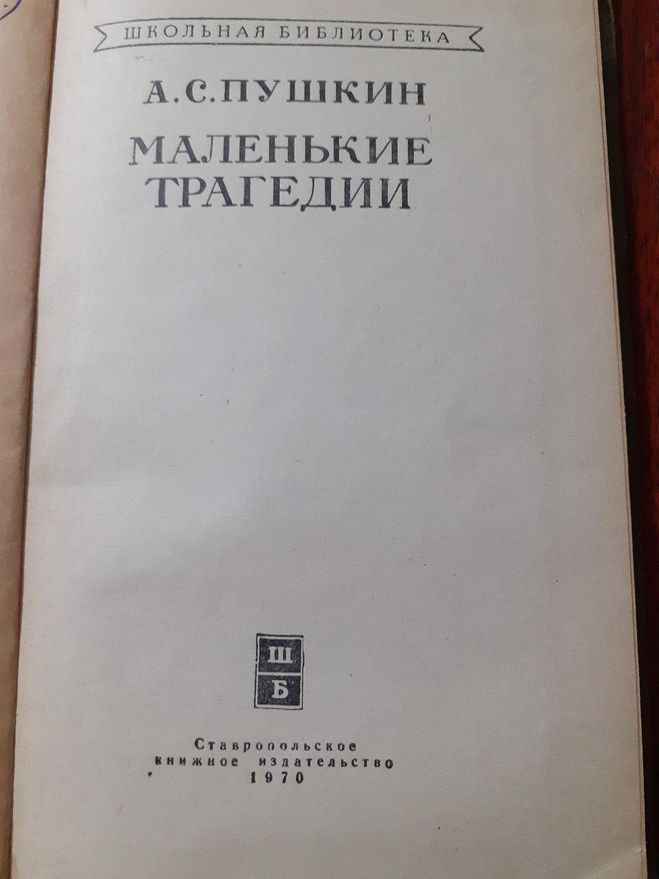 ШКОЛЬНАЯ БИБЛИОТЕКА
А.С.ПУШКИН
МАЛЕНЬКИЕ
ТРАГЕДИИ
Ш
Б
Ставропольское
книжное издательство
1970